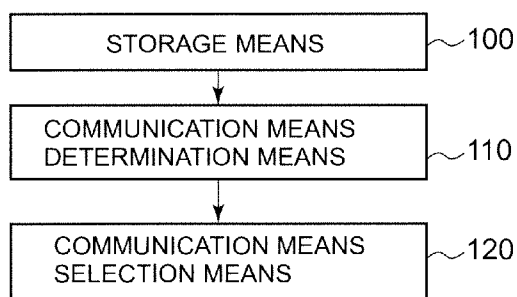 STORAGE MEANS 100
COMMUNICATION MEANS
DETERMINATION MEANS 110
COMMUNICATION MEANS
SELECTION MEANS 120